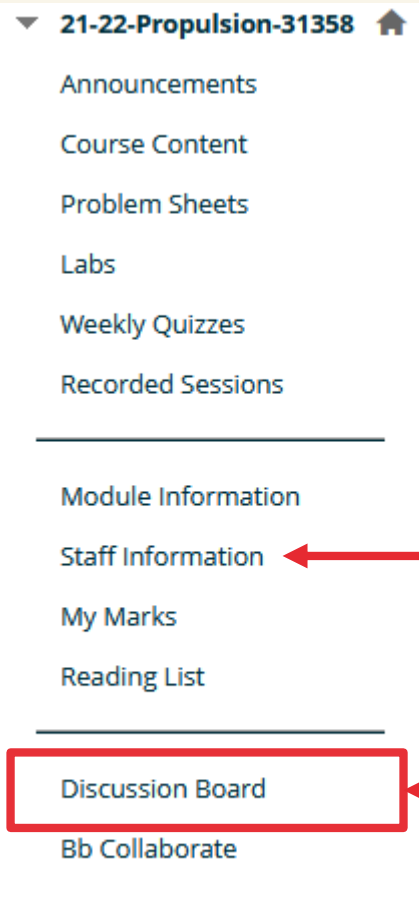 21-22-Propulsion-31358
Announcements
Course Content
Problem Sheets
Labs
Weekly Quizzes
Recorded Sessions
Module Information
Staff Information
My Marks
Reading List
Discussion Board
Bb Collaborate